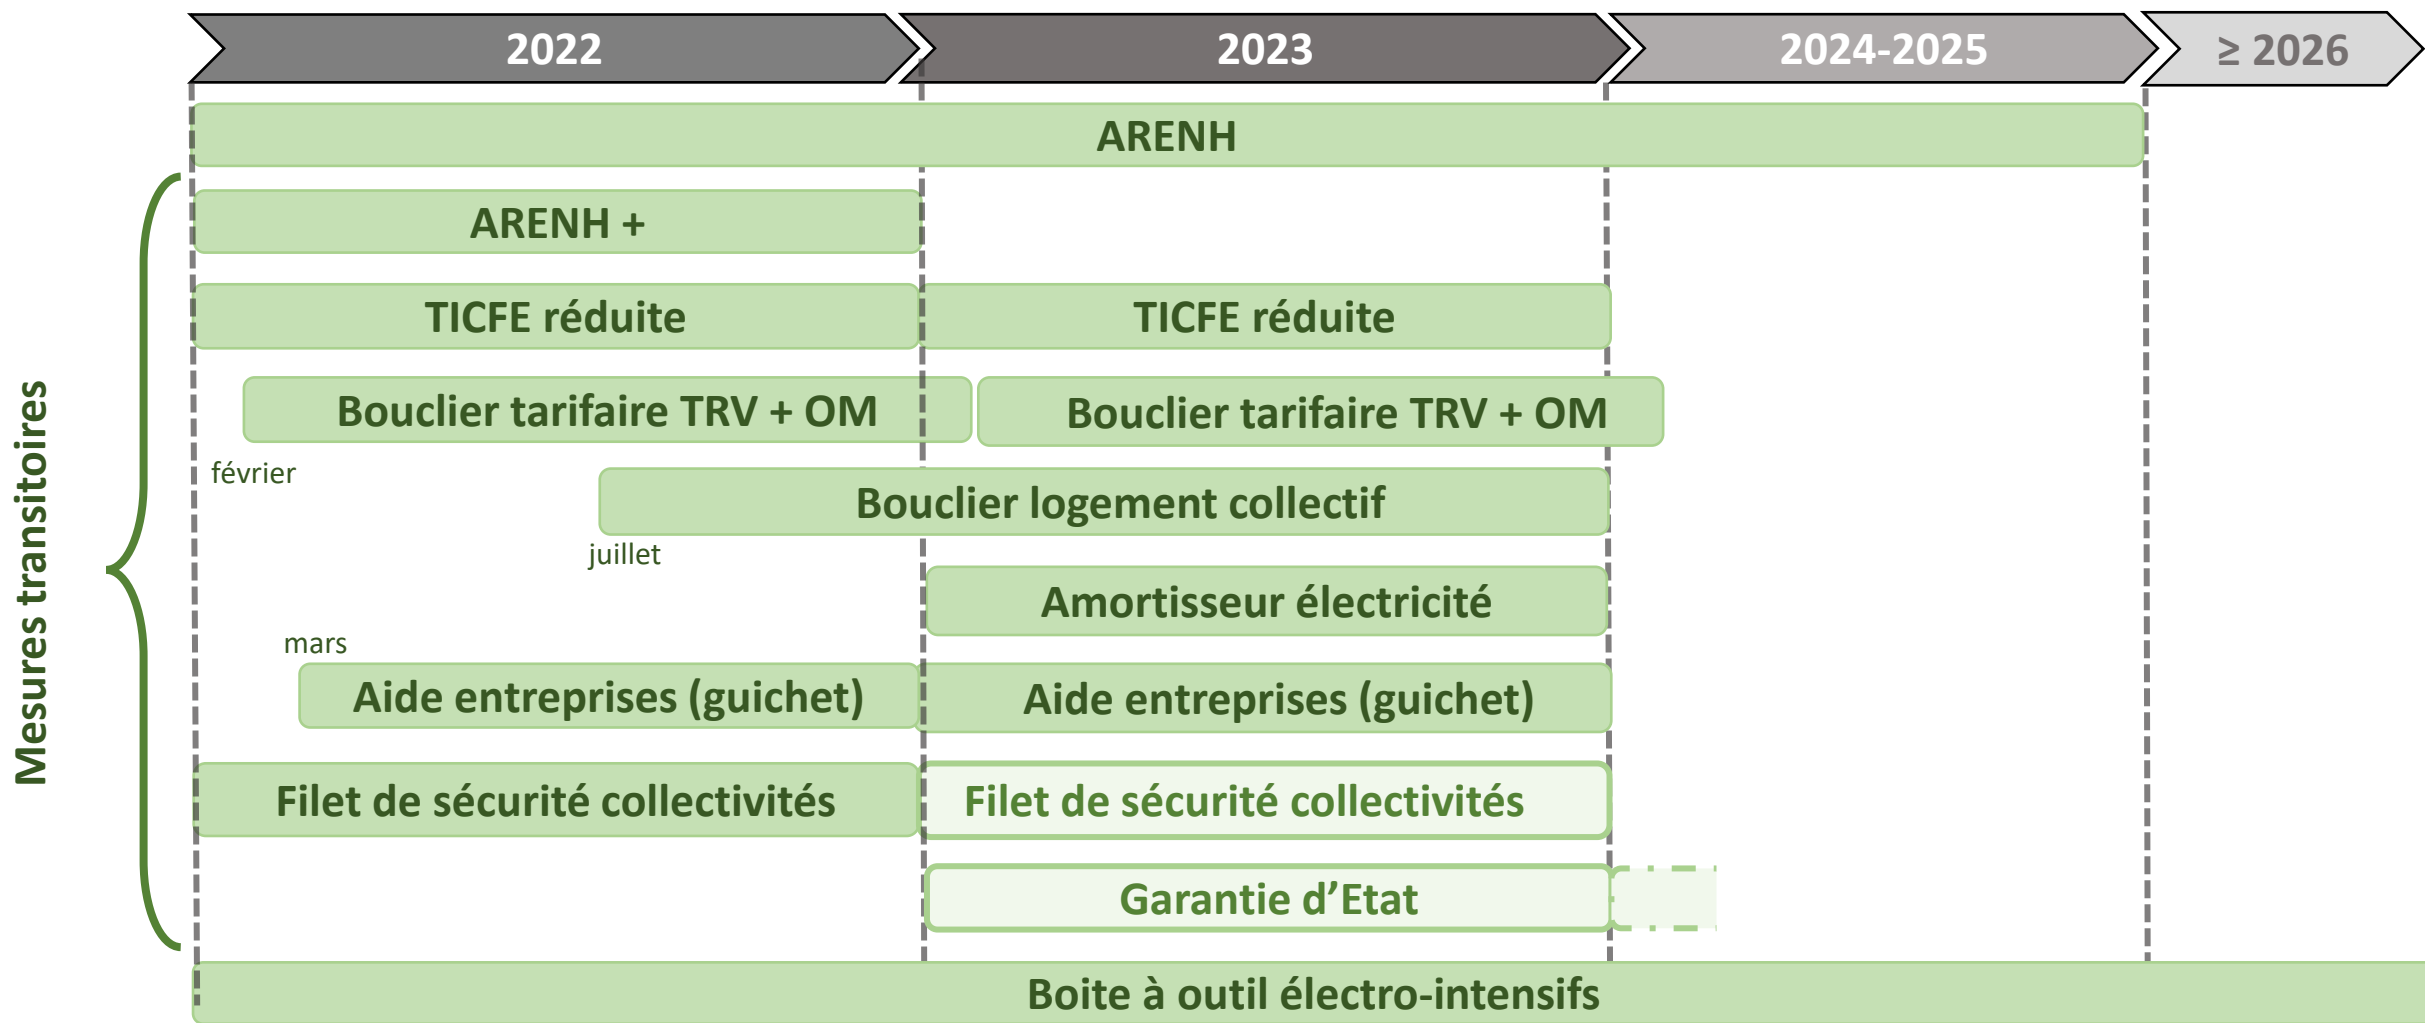 2022
2023
2024-2025
≥ 2026
ARENH
Mesures transitoires
ARENH +
TICFE réduite
TICFE réduite
Bouclier tarifaire TRV + OM
Bouclier tarifaire TRV + OM
février
Bouclier logement collectif
juillet
Amortisseur électricité
mars
Aide entreprises (guichet)
Aide entreprises (guichet)
Filet de sécurité collectivités
Filet de sécurité collectivités
Garantie d’Etat
Boite à outil électro-intensifs